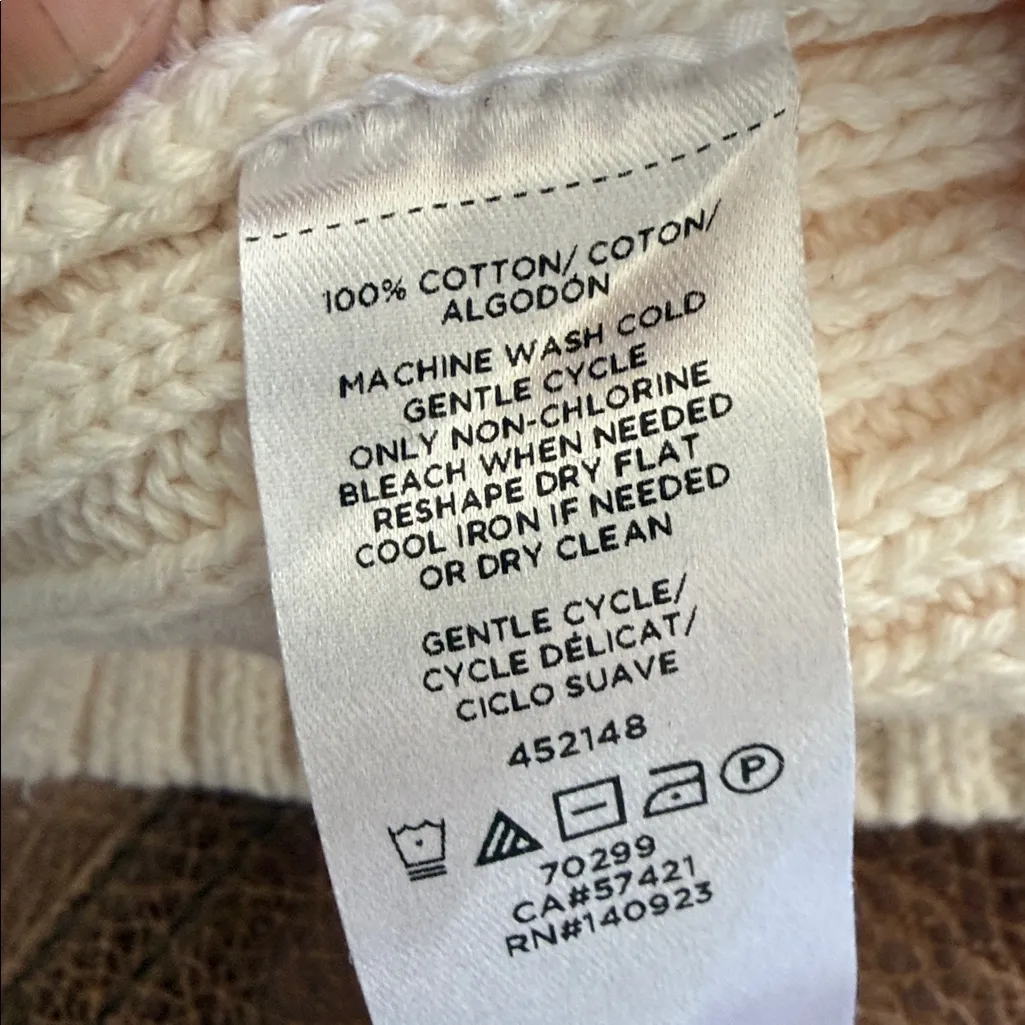 100% COTTON/ COTON/
ALGODÓN
MACHINE WASH COLD
GENTLE CYCLE
ONLY NON-CHLORINE
BLEACH WHEN NEEDED
RESHAPE DRY FLAT
COOL IRON IF NEEDED
OR DRY CLEAN
GENTLE CYCLE/
CYCLE DÉLICAT/
CICLO SUAVE
452148
P
70299
CA#57421
RN#140923